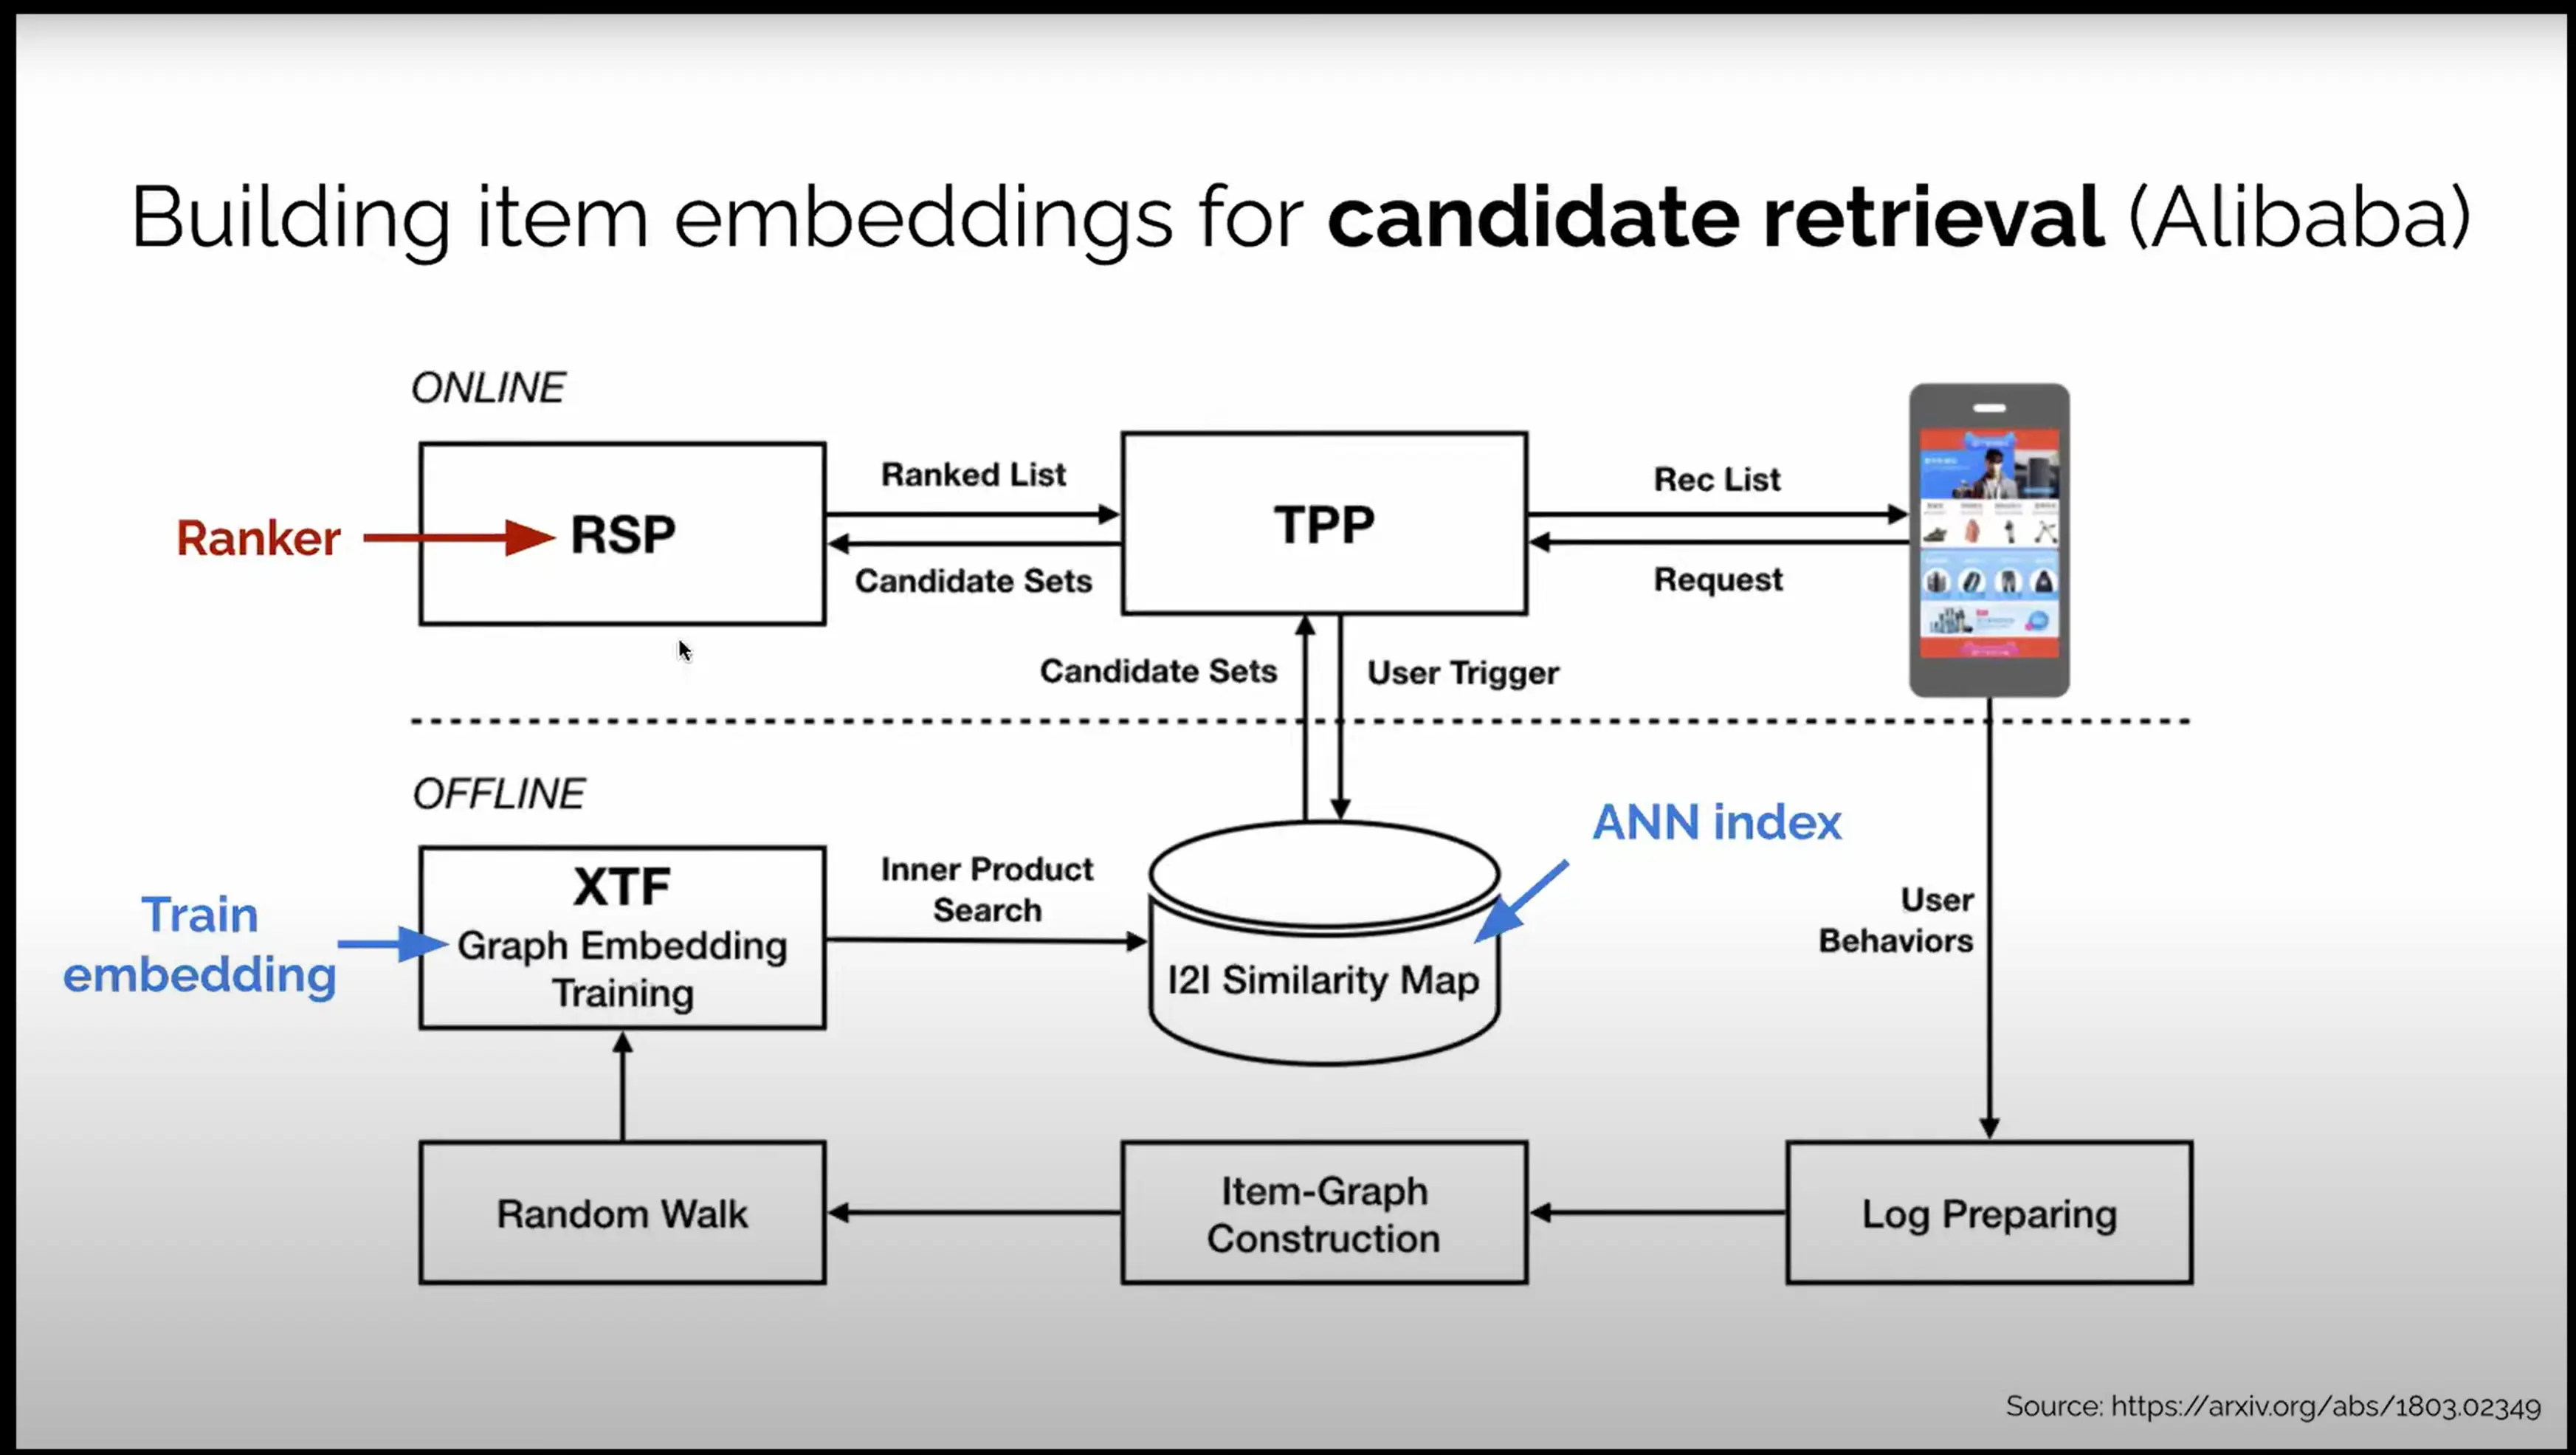 Building item embeddings for candidate retrieval (Alibaba)
ONLINE
Ranker
RSP
Ranked List
Candidate Sets
TPP
Rec List
Request
Candidate Sets
User Trigger
OFFLINE
Train
embedding
XTF
Graph Embedding
Training
Inner Product
Search
I2I Similarity Map
ANN index
User
Behaviors
Random Walk
Item-Graph
Construction
Log Preparing
Source: https://arxiv.org/abs/1803.02349